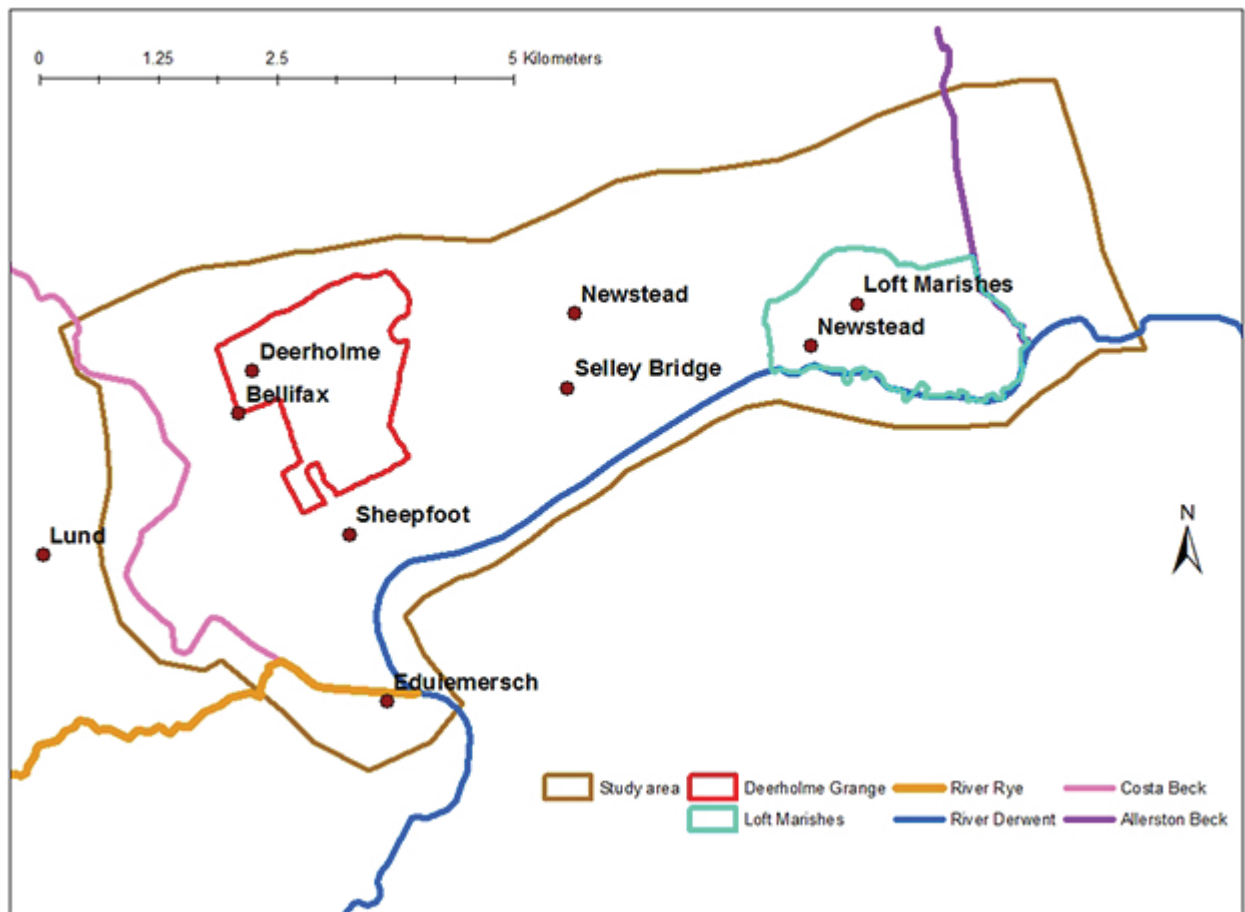 0 1.25 2.5 5 Kilometers
Loft Marishes
Newstead
Newstead
Deerholme
Selley Bridge
Bellifax
Sheepfoot
Lund
N
Edulemersch
Study area Deerholme Grange River Rye Costa Beck
Loft Marishes River Derwent Allerston Beck